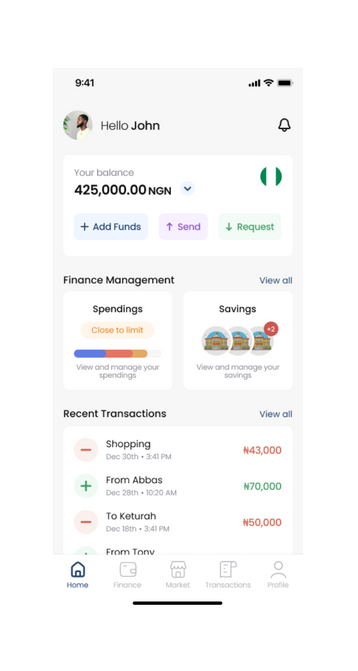 9:41
Hello John
Your balance
425,000.00 NGN
+ Add Funds
↑ Send
↓ Request
Finance Management
View all
Spendings
Close to limit
View and manage your
spendings
Savings
+2
View and manage your
savings
Recent Transactions
View all
Shopping
Dec 30th • 3:41 PM
₦43,000
From Abbas
Dec 28th • 10:20 AM
₦70,000
To Keturah
Dec 18th • 3:41 PM
₦50,000
From Tony
Home
Finance
Market
Transactions
Profile